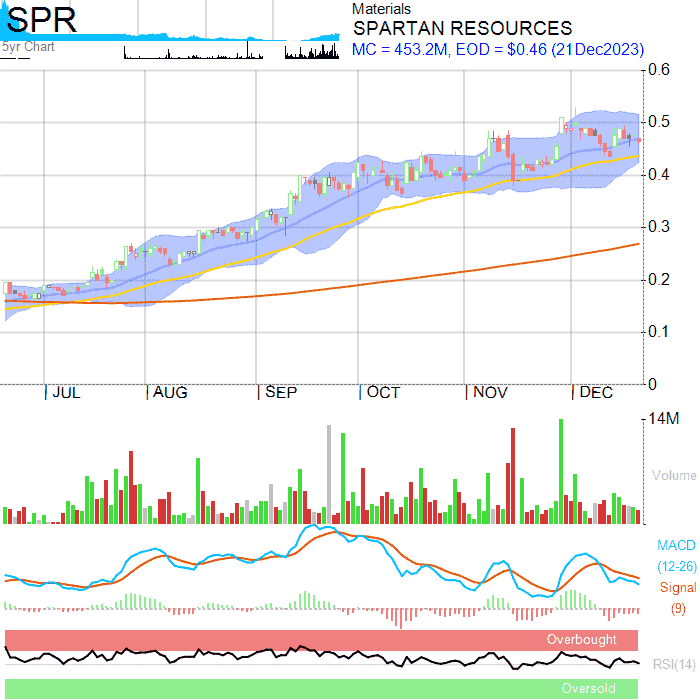 SPR
Materials
SPARTAN RESOURCES
5yr Chart
MC = 453.2M, EOD = $0.46 (21Dec2023)
0.6
0.5
0.4
0.3
0.2
0.1
0
JUL AUG SEP OCT NOV DEC
14M
Volume
MACD
(12-26)
Signal
(9)
Overbought
RSI(14)
Oversold